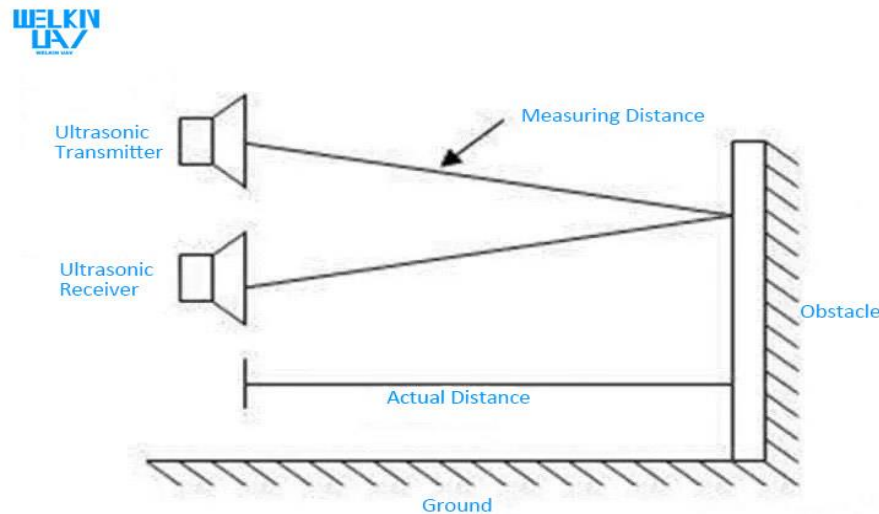 WELKIN
UAV
WELKIN UAV
Measuring Distance
Ultrasonic
Transmitter
Ultrasonic
Receiver
Obstacle
Actual Distance
Ground